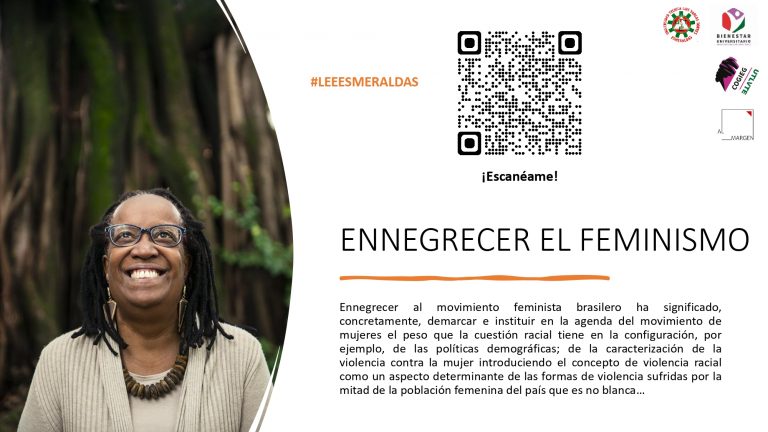 #LEEESMERALDAS
¡Escanéame!
BIENESTAR
UNIVERSITARIO
COGIEG
UTLVTE
AL
MARGEN
ENNEGRECER EL FEMINISMO
Ennegrecer al movimiento feminista brasilero ha significado,
concretamente, demarcar e instituir en la agenda del movimiento de
mujeres el peso que la cuestión racial tiene en la configuración, por
ejemplo, de las políticas demográficas; de la caracterización de la
violencia contra la mujer introduciendo el concepto de violencia racial
como un aspecto determinante de las formas de violencia sufridas por la
mitad de la población femenina del país que es no blanca…